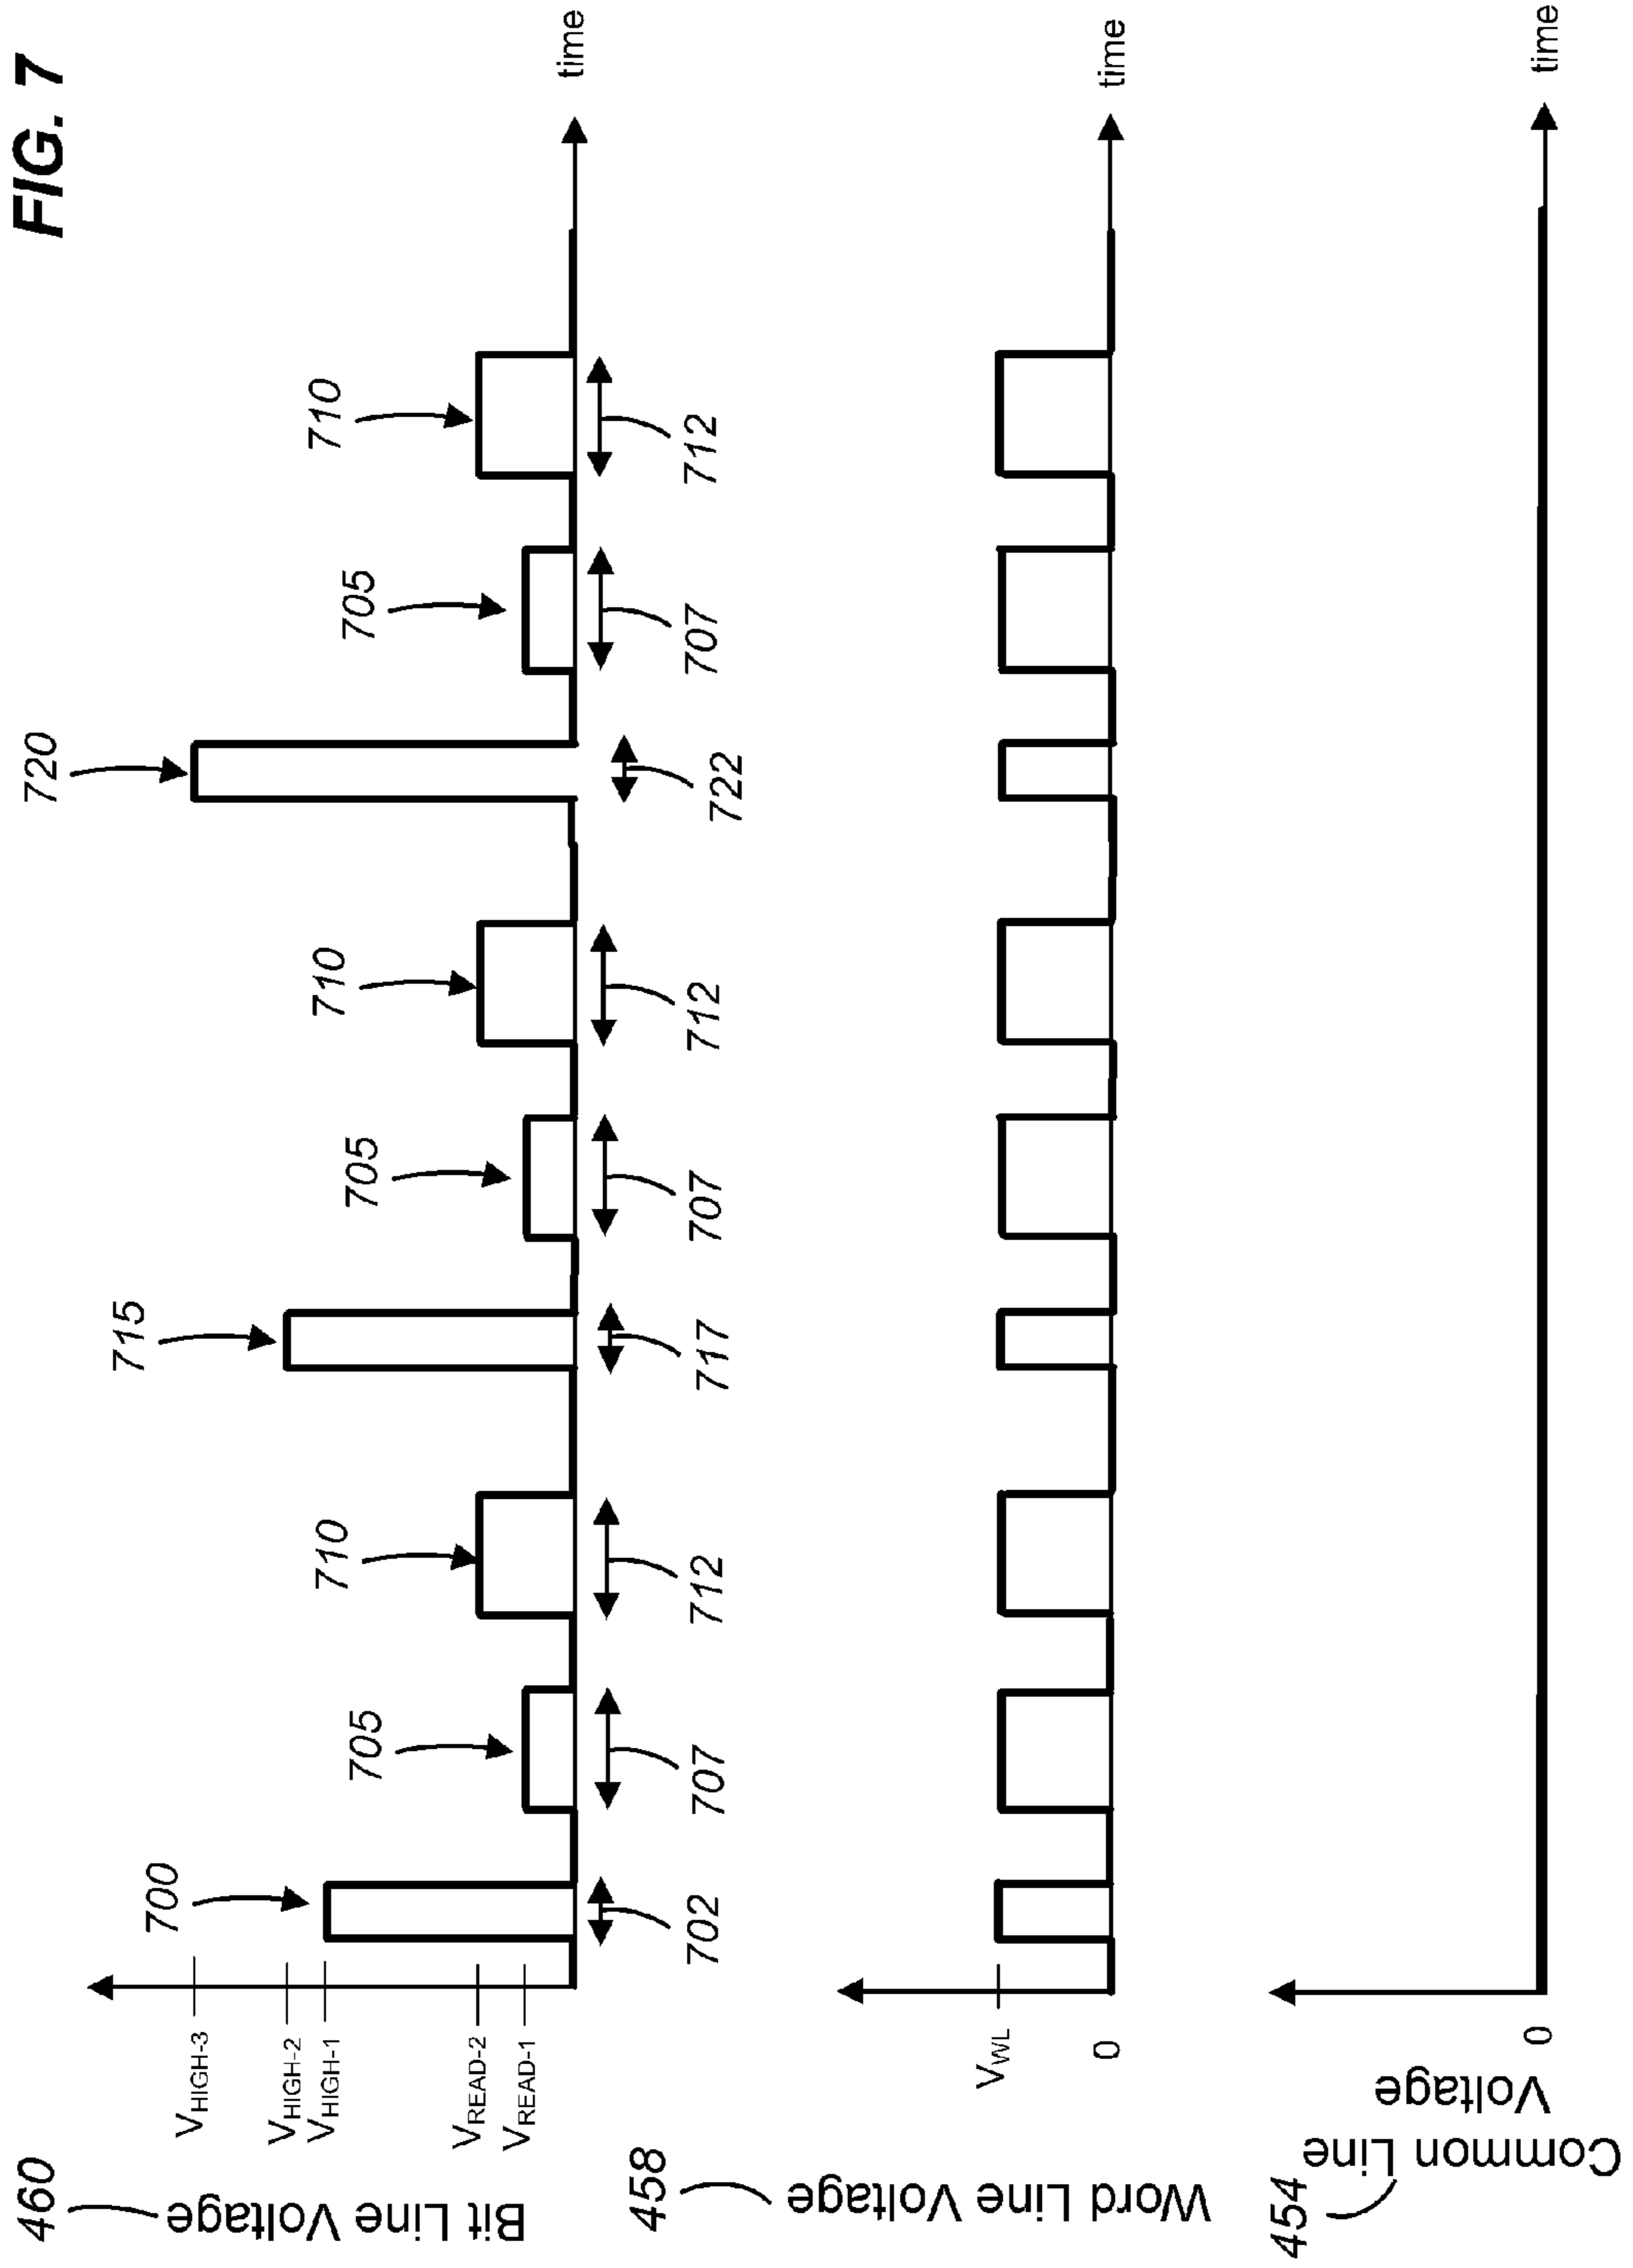 FIG. 7
460
Bit Line Voltage
VHIGH-3
VHIGH-2
VHIGH-1
VREAD-2
VREAD-1
700
705
710
715
705
710
720
705
710
702
707
712
717
707
712
722
707
712
time
458
Word Line Voltage
VWL
0
time
454
Common Line
Voltage
0
time